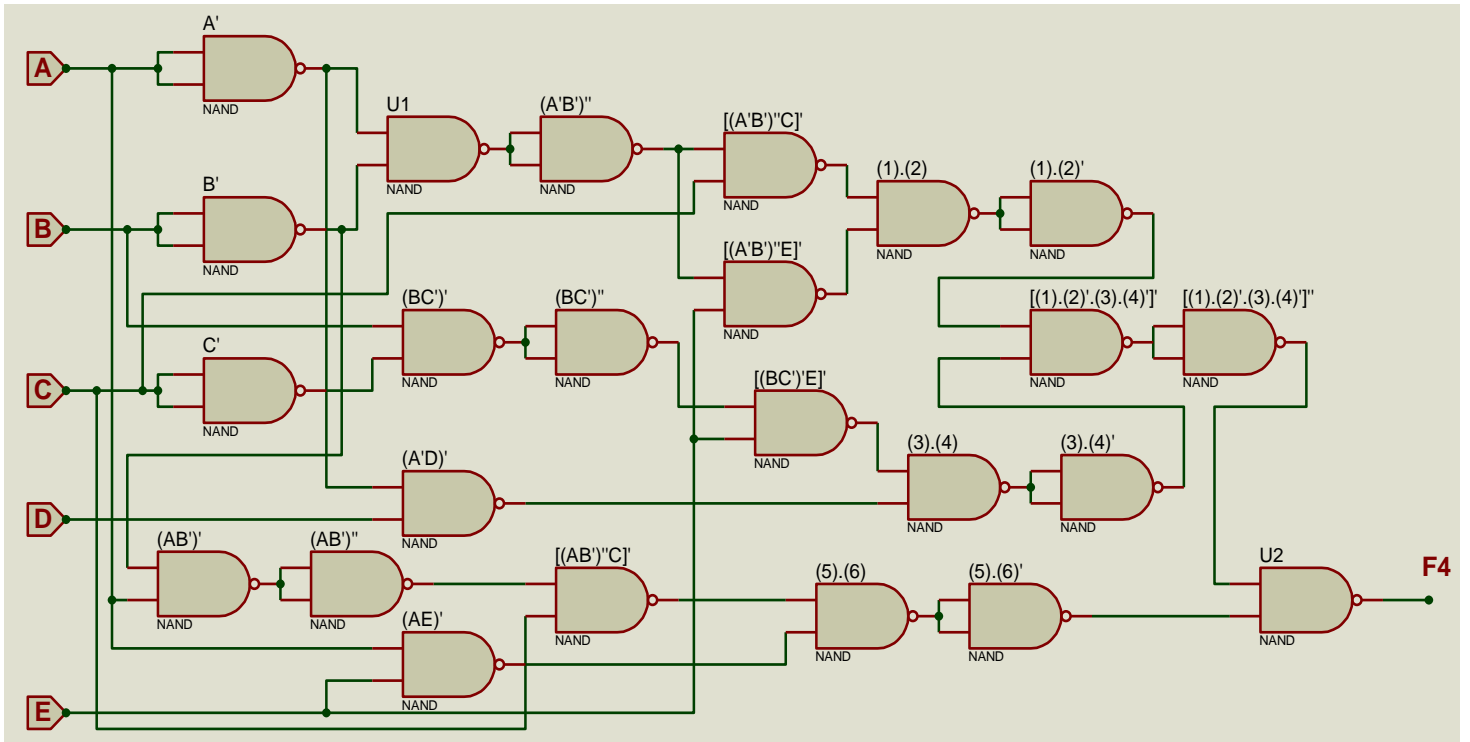 A'
A
NAND
U1
NAND
(A'B')"
NAND
[(A'B')"C]'
NAND
(1).(2)
NAND
(1).(2)'
NAND
B'
B
NAND
[(A'B')"E]'
NAND
(BC')'
NAND
(BC')"
NAND
[(1).(2)'.(3).(4)']'
NAND
[(1).(2)'.(3).(4)']"
NAND
C'
C
NAND
[(BC')'E]'
NAND
(A'D)'
NAND
(3).(4)
NAND
(3).(4)'
NAND
D
(AB')'
NAND
(AB')"
NAND
[(AB')"C]'
NAND
(5).(6)
NAND
(5).(6)'
NAND
U2
NAND
F4
(AE)'
NAND
E